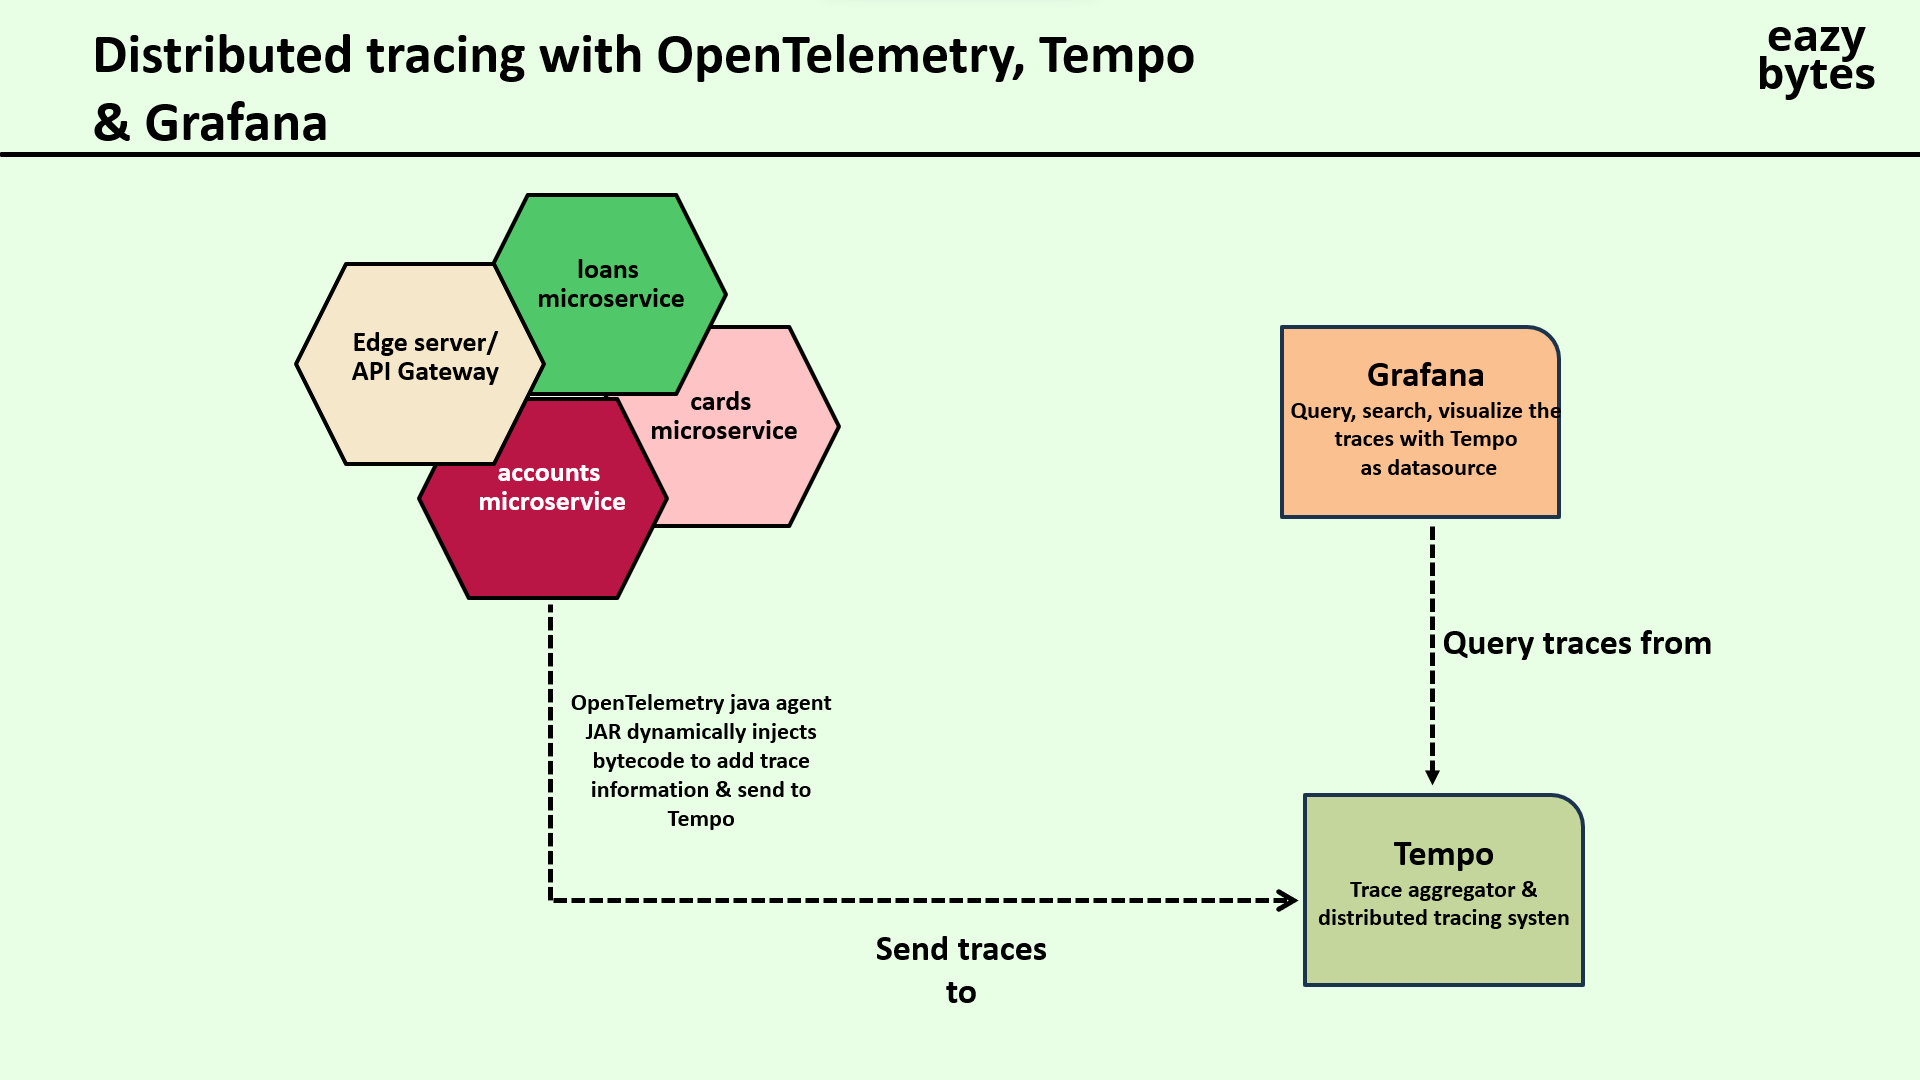 Distributed tracing with OpenTelemetry, Tempo
& Grafana
eazy
bytes
loans
microservice
Edge server/
API Gateway
cards
microservice
accounts
microservice
Grafana
Query, search, visualize the
traces with Tempo
as datasource
Query traces from
OpenTelemetry java agent
JAR dynamically injects
bytecode to add trace
information & send to
Tempo
Tempo
Trace aggregator &
distributed tracing systen
Send traces
to